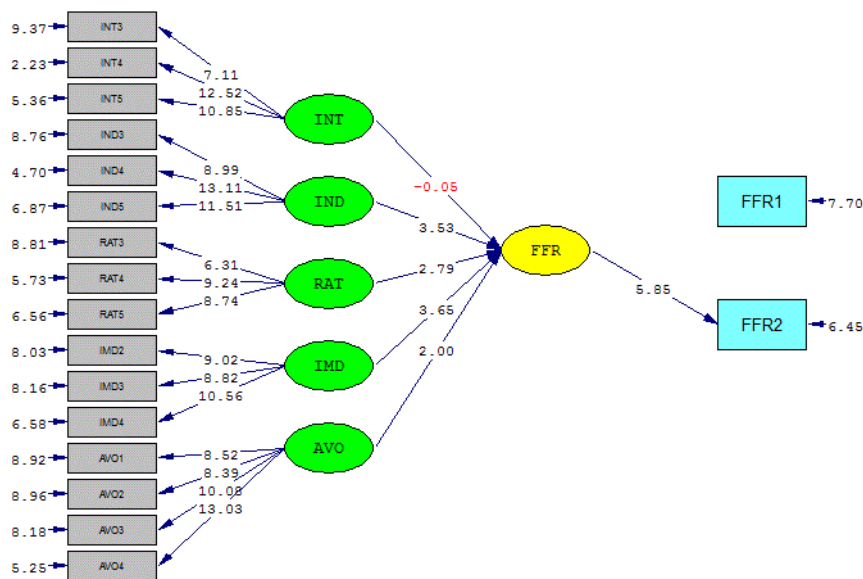 9.37 INT3
2.23 INT4
7.11
12.52
5.36 INT5
10.85
INT
8.76 IND3
8.99
-0.05
4.70 IND4
13.11
IND
FFR1 7.70
6.87 IND5
11.51
3.53
8.81 RAT3
6.31
FFR
5.73 RAT4
9.24
RAT
2.79
8.74
5.85
6.56 RAT5
3.65
FFR2 6.45
8.03 IMD2
9.02
2.00
8.16 IMD3
8.82
IMD
10.56
6.58 IMD4
8.92 AVO1
8.52
AVO
8.39
8.96 AVO2
10.08
13.03
8.18 AVO3
5.25 AVO4